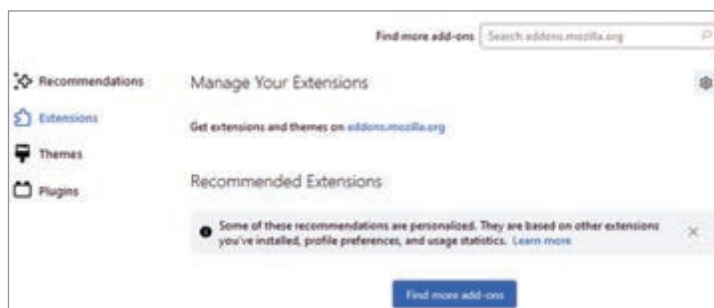 Find more add-ons Search addons.mozilla.org
Recommendations
Manage Your Extensions
Extensions
Get extensions and themes on addons.mozilla.org
Themes
Plugins
Recommended Extensions
Some of these recommendations are personalized. They are based on other extensions
you've installed, profile preferences, and usage statistics. Learn more
Find more add-ons